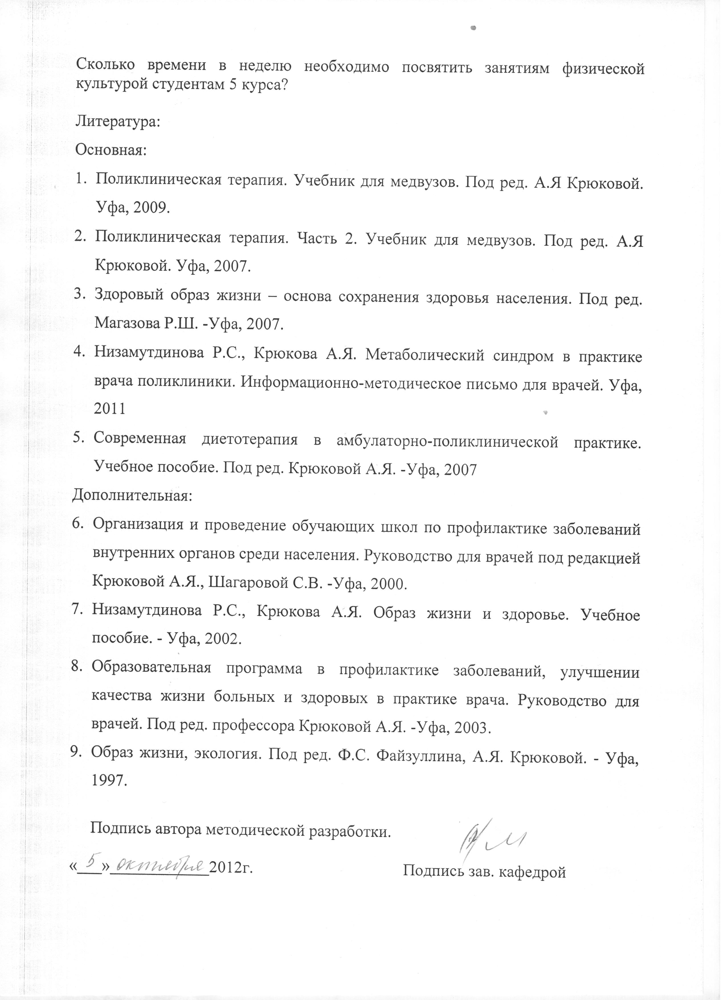 Сколько времени в неделю необходимо посвятить занятиям физической
культурой студентам 5 курса?
Литература:
Основная:
1. Поликлиническая терапия. Учебник для медвузов. Под ред. А.Я Крюковой.
Уфа, 2009.
2. Поликлиническая терапия. Часть 2. Учебник для медвузов. Под ред. А.Я
Крюковой. Уфа, 2007.
3. Здоровый образ жизни – основа сохранения здоровья населения. Под ред.
Магазова Р.Ш. -Уфа, 2007.
4. Низамутдинова Р.С., Крюкова А.Я. Метаболический синдром в практике
врача поликлиники. Информационно-методическое письмо для врачей. Уфа,
2011
5. Современная диетотерапия в амбулаторно-поликлинической практике.
Учебное пособие. Под ред. Крюковой А.Я. -Уфа, 2007
Дополнительная:
6. Организация и проведение обучающих школ по профилактике заболеваний
внутренних органов среди населения. Руководство для врачей под редакцией
Крюковой А.Я., Шагаровой С.В. -Уфа, 2000.
7. Низамутдинова Р.С., Крюкова А.Я. Образ жизни и здоровье. Учебное
пособие. - Уфа, 2002.
8. Образовательная программа в профилактике заболеваний, улучшении
качества жизни больных и здоровых в практике врача. Руководство для
врачей. Под ред. профессора Крюковой А.Я. -Уфа, 2003.
9. Образ жизни, экология. Под ред. Ф.С. Файзуллина, А.Я. Крюковой. - Уфа,
1997.
Подпись автора методической разработки.
«5» октября 2012г.
Подпись зав. кафедрой